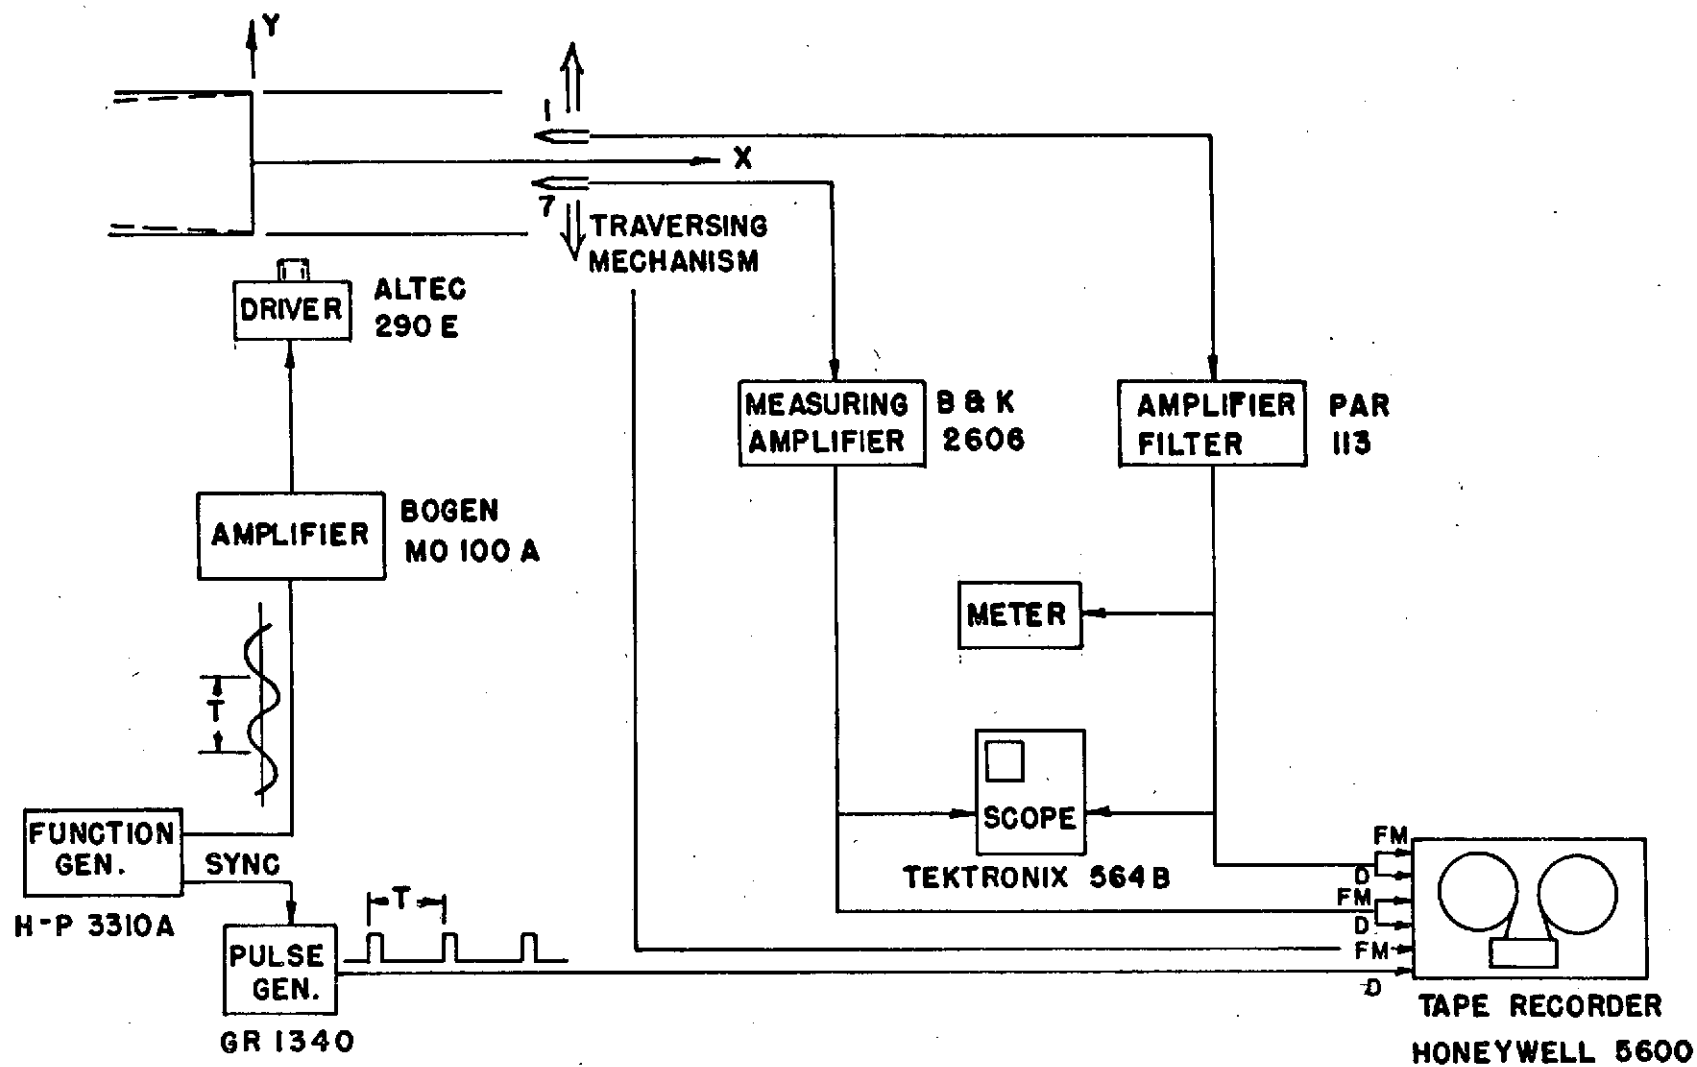 Y
1
X
7
TRAVERSING
MECHANISM
DRIVER
ALTEC
290 E
MEASURING
AMPLIFIER
B & K
2606
AMPLIFIER
FILTER
PAR
113
AMPLIFIER
BOGEN
MO 100 A
METER
T
SCOPE
TEKTRONIX 564 B
FUNCTION
GEN.
SYNC
H-P 3310A
T
PULSE
GEN.
GR 1340
FM
D
FM
D
FM
D
TAPE RECORDER
HONEYWELL 5600